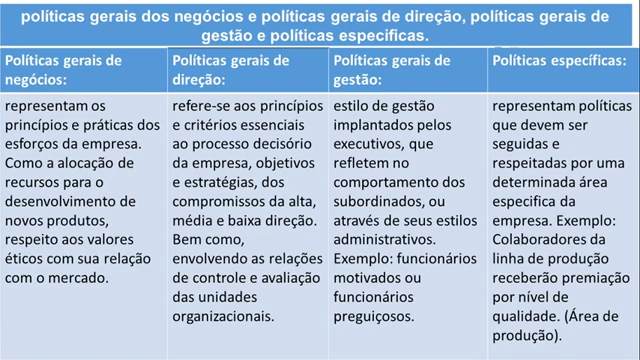 políticas gerais dos negócios e políticas gerais de direção, políticas gerais de
gestão e políticas especificas.
Políticas gerais de
negócios:
representam os
princípios e práticas dos
esforços da empresa.
Como a alocação de
recursos para o
desenvolvimento de
novos produtos,
respeito aos valores
éticos com sua relação
com o mercado.
Políticas gerais de
direção:
refere-se aos princípios
e critérios essenciais
ao processo decisório
da empresa, objetivos
e estratégias, dos
compromissos da alta,
média e baixa direção.
Bem como,
envolvendo as relações
de controle e avaliação
das unidades
organizacionais.
Políticas gerais de
gestão:
estilo de gestão
implantados pelos
executivos, que
refletem no
comportamento dos
subordinados, ou
através de seus estilos
administrativos.
Exemplo: funcionários
motivados ou
funcionários
preguiçosos.
Políticas específicas:
representam políticas
que devem ser
seguidas e
respeitadas por uma
determinada área
especifica da
empresa. Exemplo:
Colaboradores da
linha de produção
receberão premiação
por nível de
qualidade. (Área de
produção).